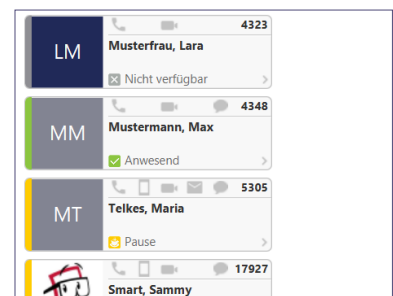 4323
LM
Musterfrau, Lara
Nicht verfügbar
4348
MM
Mustermann, Max
Anwesend
5305
MT
Telkes, Maria
Pause
17927
Smart, Sammy